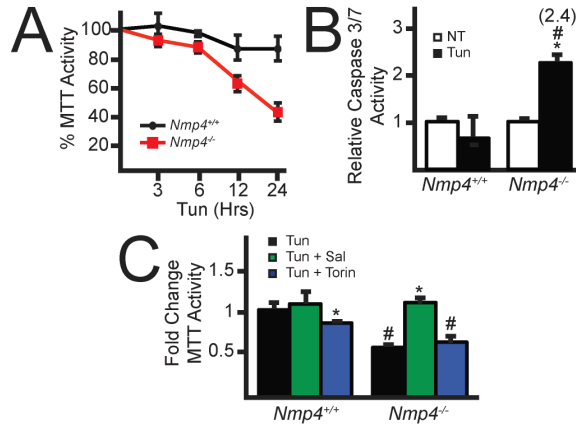 A
% MTT Activity
100
80
60
40
20
Nmp4+/+
Nmp4-/-
3 6 12 24
Tun (Hrs)
B
Relative Caspase 3/7
Activity
3
2
1
NT
Tun
(2.4)
#
*
Nmp4+/+ Nmp4-/-
C
Fold Change
MTT Activity
1.5
1
0.5
Tun
Tun + Sal
Tun + Torin
*
#
*
#
Nmp4+/+ Nmp4-/-